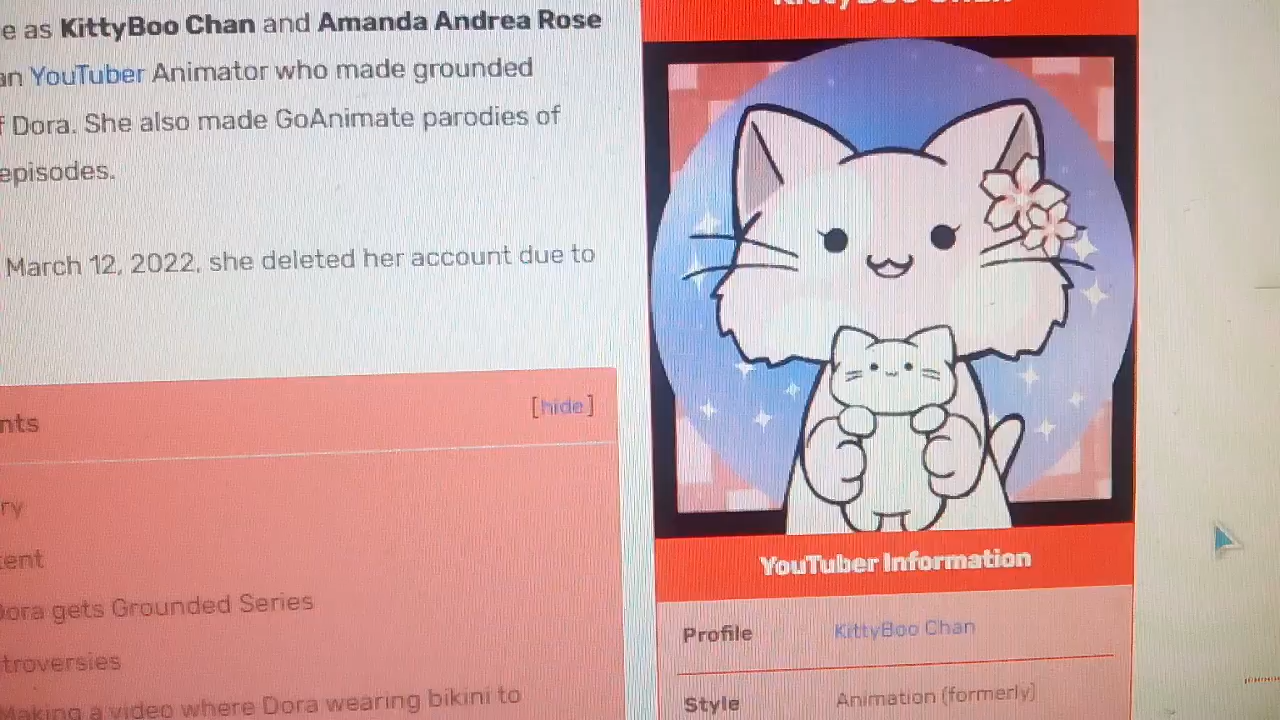 e as KittyBoo Chan and Amanda Andrea Rose
an YouTuber Animator who made grounded
f Dora. She also made GoAnimate parodies of
episodes.
March 12, 2022, she deleted her account due to
nts [hide]
ry
tent
Dora gets Grounded Series
troversies
Making a video where Dora wearing bikini to
KittyBoo Chan
YouTuber Information
Profile KittyBoo Chan
Style Animation (formerly)